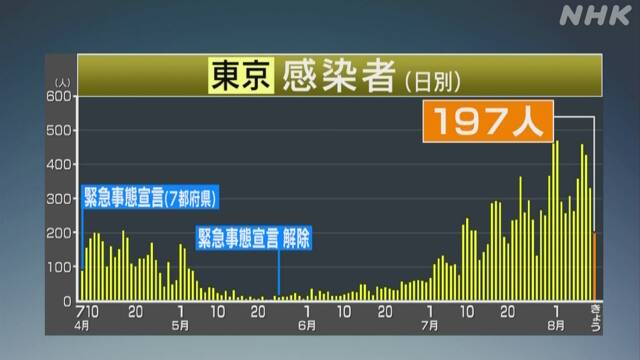 NHK
東京 感染者(日別)
(人)
600
500
400
300
200
100
0
197人
緊急事態宣言(7都府県)
緊急事態宣言 解除
7 10 20 1 10 20 1 10 20 1 10 20 1 きょう
4月 5月 6月 7月 8月